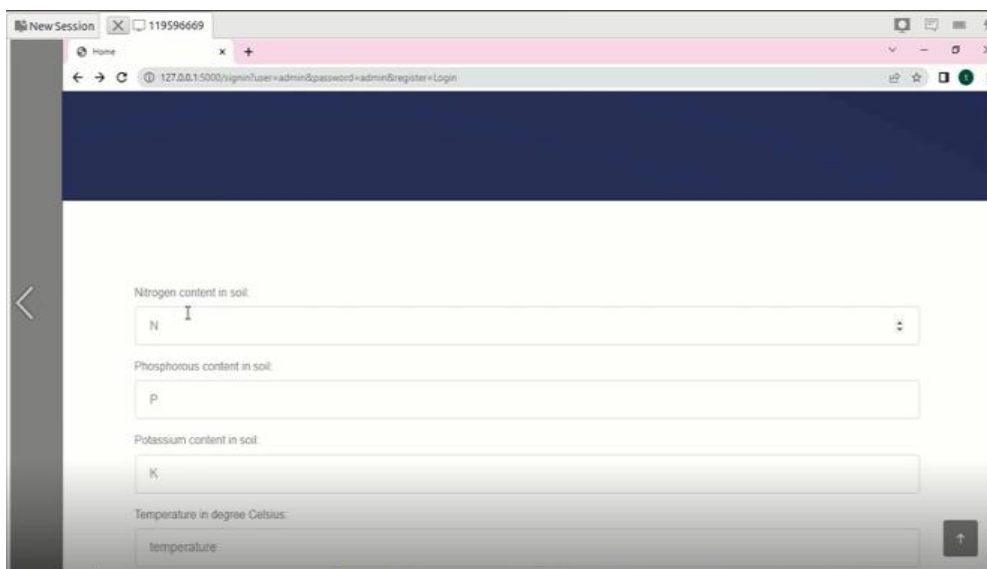 New Session
119596669
Home
127.0.0.1:5000/signin?user=admin&password=admin&register=Login
Nitrogen content in soil:
N
Phosphorous content in soil:
P
Potassium content in soil:
K
Temperature in degree Celsius:
temperature